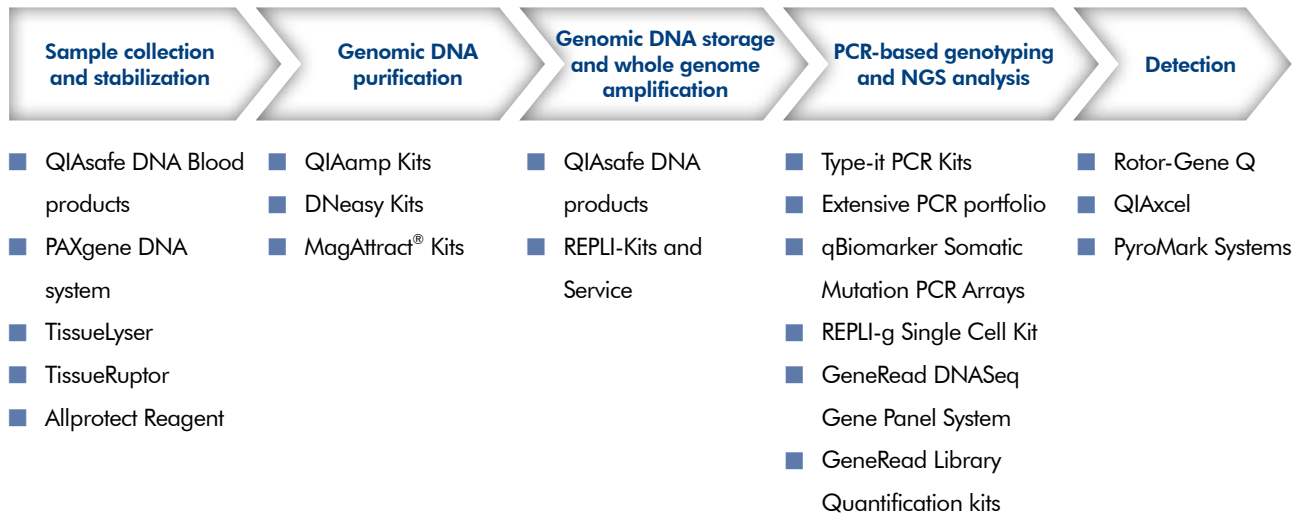 Sample collection
and stabilization
Genomic DNA
purification
Genomic DNA storage
and whole genome
amplification
PCR-based genotyping
and NGS analysis
Detection
QIAsafe DNA Blood
products
PAXgene DNA
system
TissueLyser
TissueRuptor
Allprotect Reagent
QIAamp Kits
DNeasy Kits
MagAttract® Kits
QIAsafe DNA
products
REPLI-Kits and
Service
Type-it PCR Kits
Extensive PCR portfolio
qBiomarker Somatic
Mutation PCR Arrays
REPLI-g Single Cell Kit
GeneRead DNASeq
Gene Panel System
GeneRead Library
Quantification kits
Rotor-Gene Q
QIAxcel
PyroMark Systems